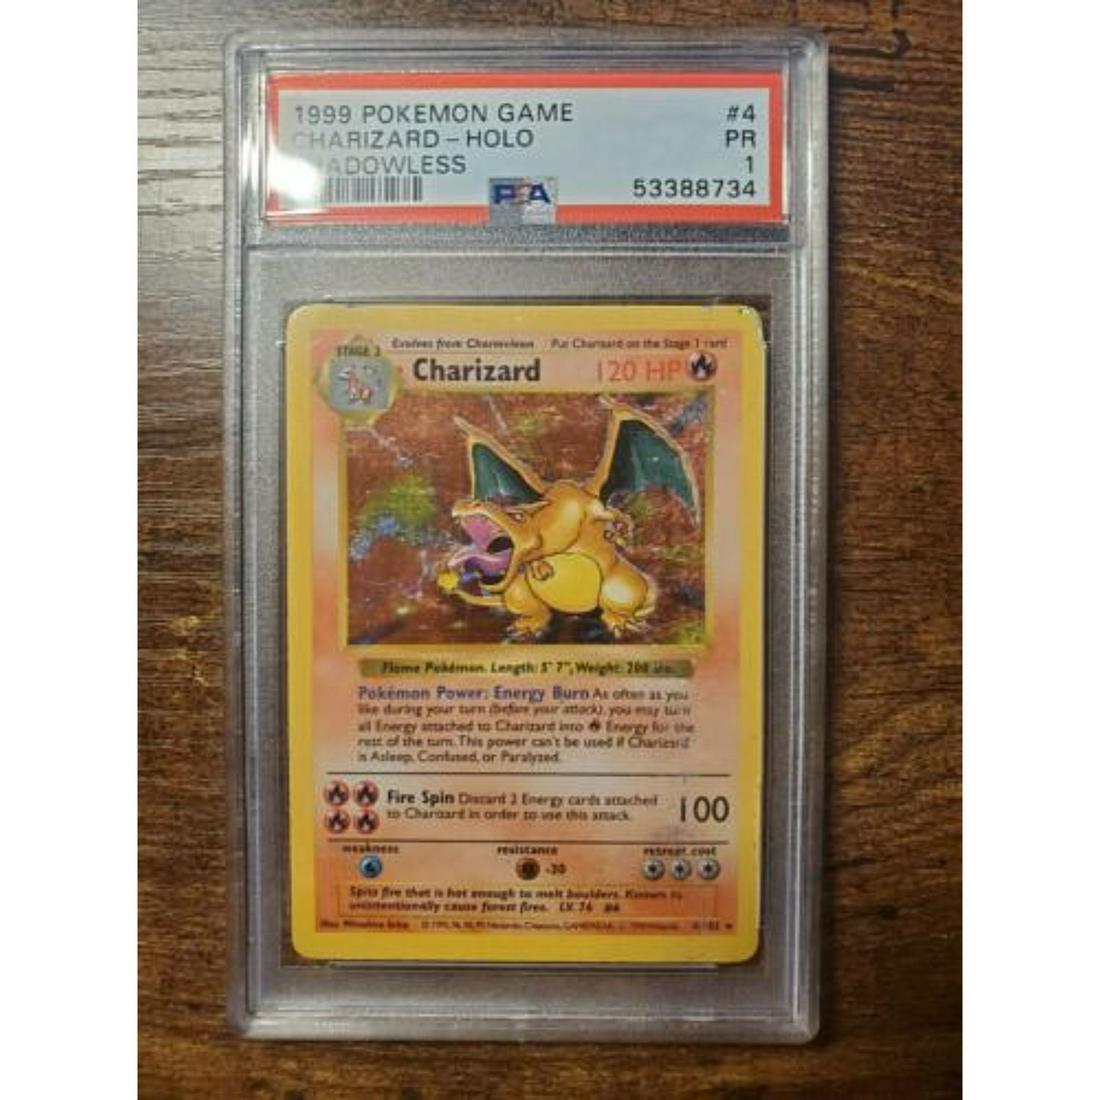 1999 POKEMON GAME #4
CHARIZARD – HOLO PR
ADOWLESS 1
PSA 53388734
Evolves from Charmeleon Put Charizard on the Stage 1 card
STAGE 2
Charizard 120 HP
Flame Pokémon. Length: 5' 7", Weight: 200 lbs.
Pokémon Power: Energy Burn As often as you
like during your turn (before your attack), you may turn
all Energy attached to Charizard into Energy for the
rest of the turn. This power can't be used if Charizard
is Asleep, Confused, or Paralyzed.
Fire Spin Discard 2 Energy cards attached
to Charizard in order to use this attack. 100
weakness resistance retreat cost
-30
Spits fire that is hot enough to melt boulders. Known to
unintentionally cause forest fires. LV. 76 #6
Illus. Mitsuhiro Arita